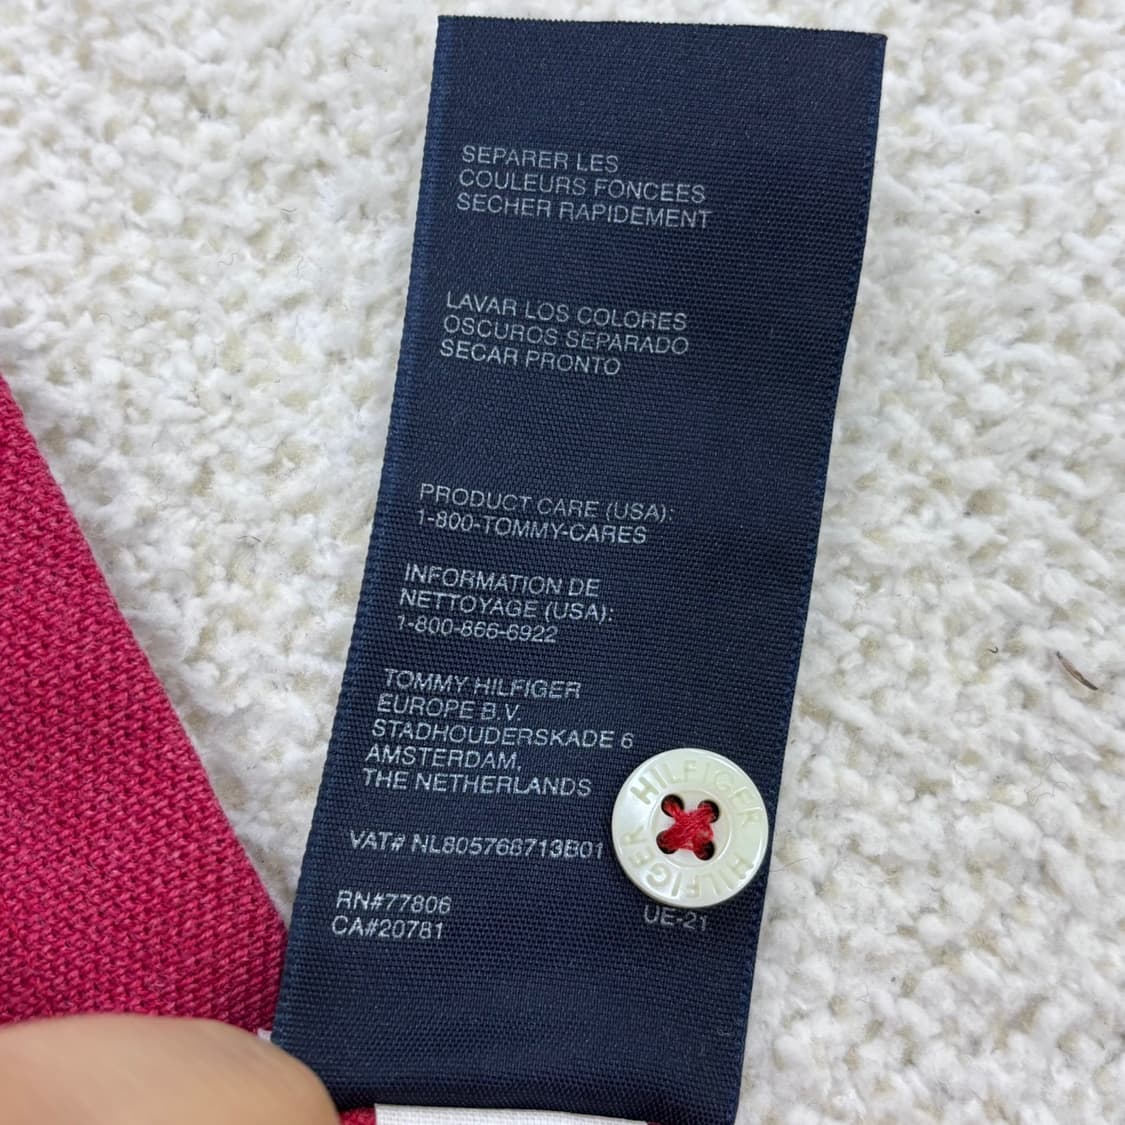 SEPARER LES
COULEURS FONCEES
SECHER RAPIDEMENT
LAVAR LOS COLORES
OSCUROS SEPARADO
SECAR PRONTO
PRODUCT CARE (USA):
1-800-TOMMY-CARES
INFORMATION DE
NETTOYAGE (USA):
1-800-866-6922
TOMMY HILFIGER
EUROPE B.V.
STADHOUDERSKADE 6
AMSTERDAM,
THE NETHERLANDS
VAT# NL805768713B01
HILFIGER
HILFIGER
RN#77806
UE-21
CA#20781